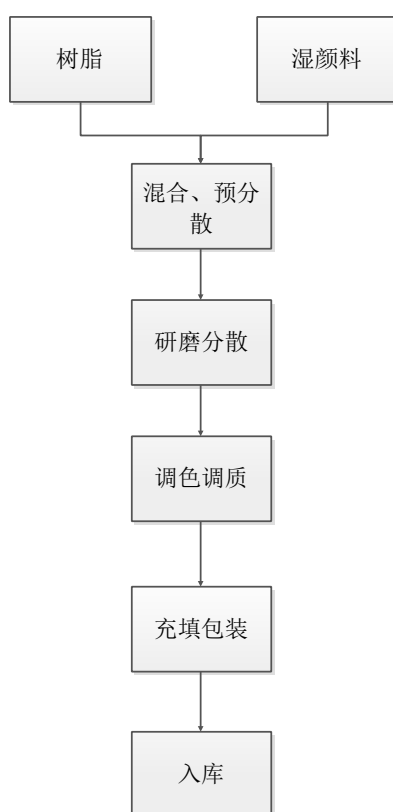 树脂
湿颜料
混合、预分
散
研磨分散
调色调质
充填包装
入库